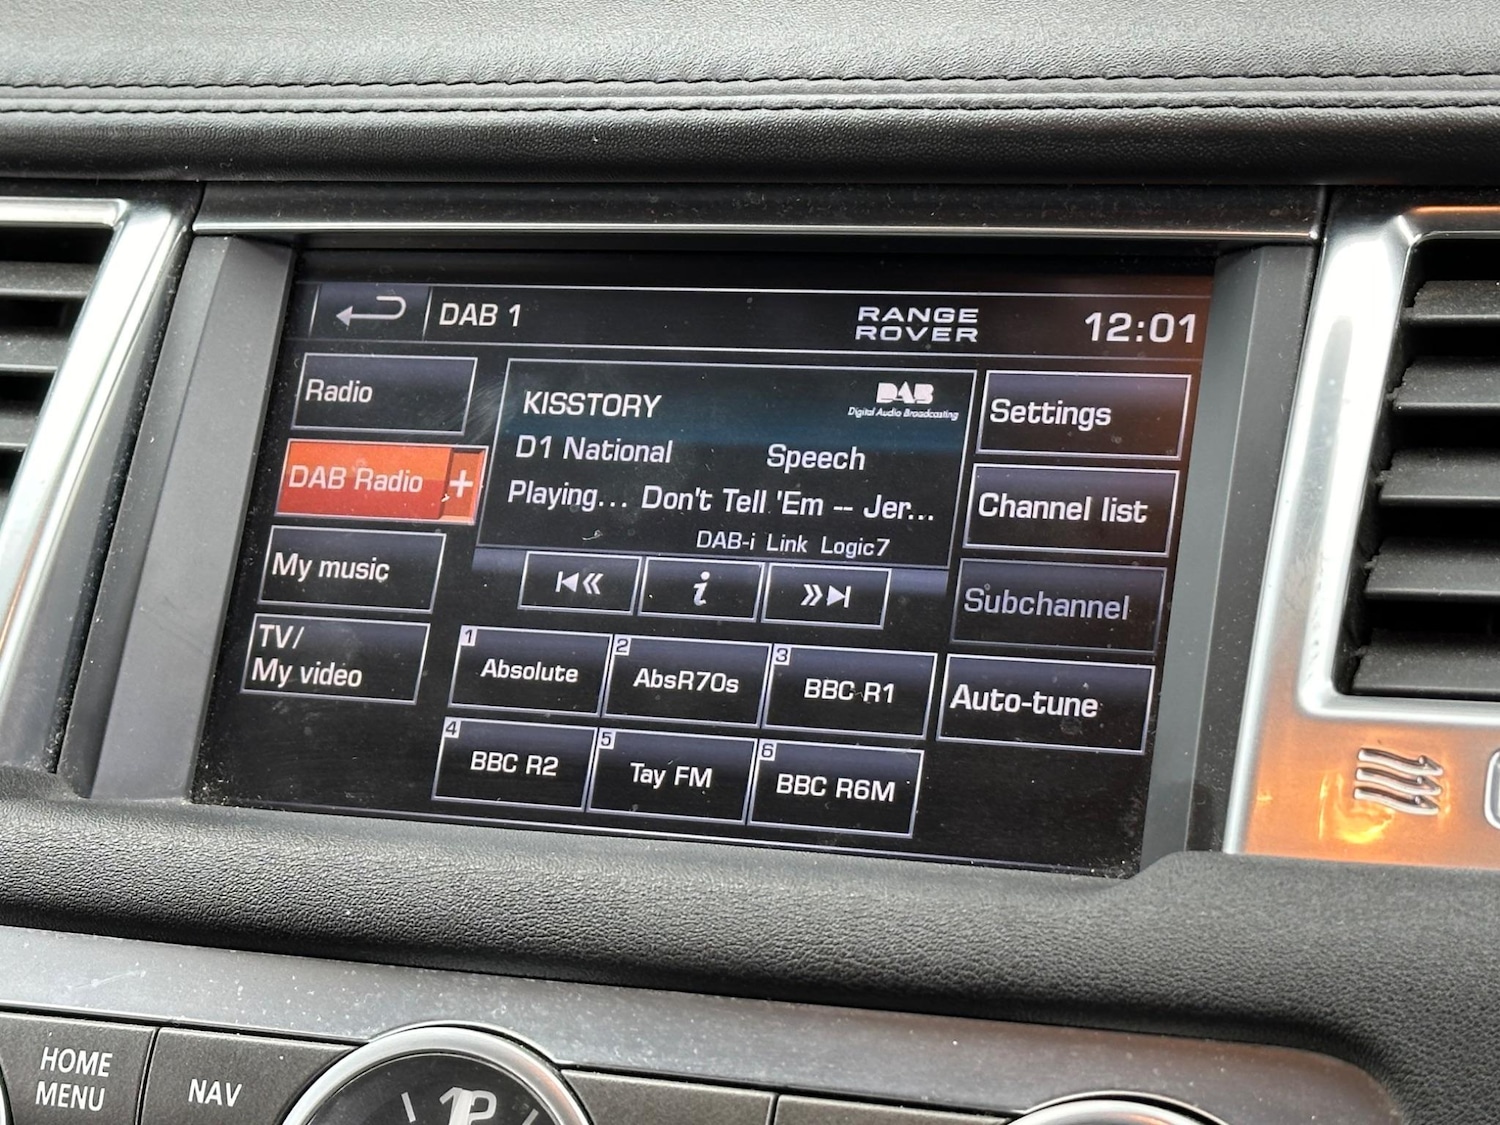 DAB 1
RANGE
ROVER
12:01
Radio
DAB Radio +
My music
TV/
My video
KISSTORY
DAB
Digital Audio Broadcasting
D1 National Speech
Playing... Don't Tell 'Em -- Jer...
DAB-i Link Logic7
i
Settings
Channel list
Subchannel
Auto-tune
1 Absolute
2 AbsR70s
3 BBC R1
4 BBC R2
5 Tay FM
6 BBC R6M
HOME
MENU
NAV
12